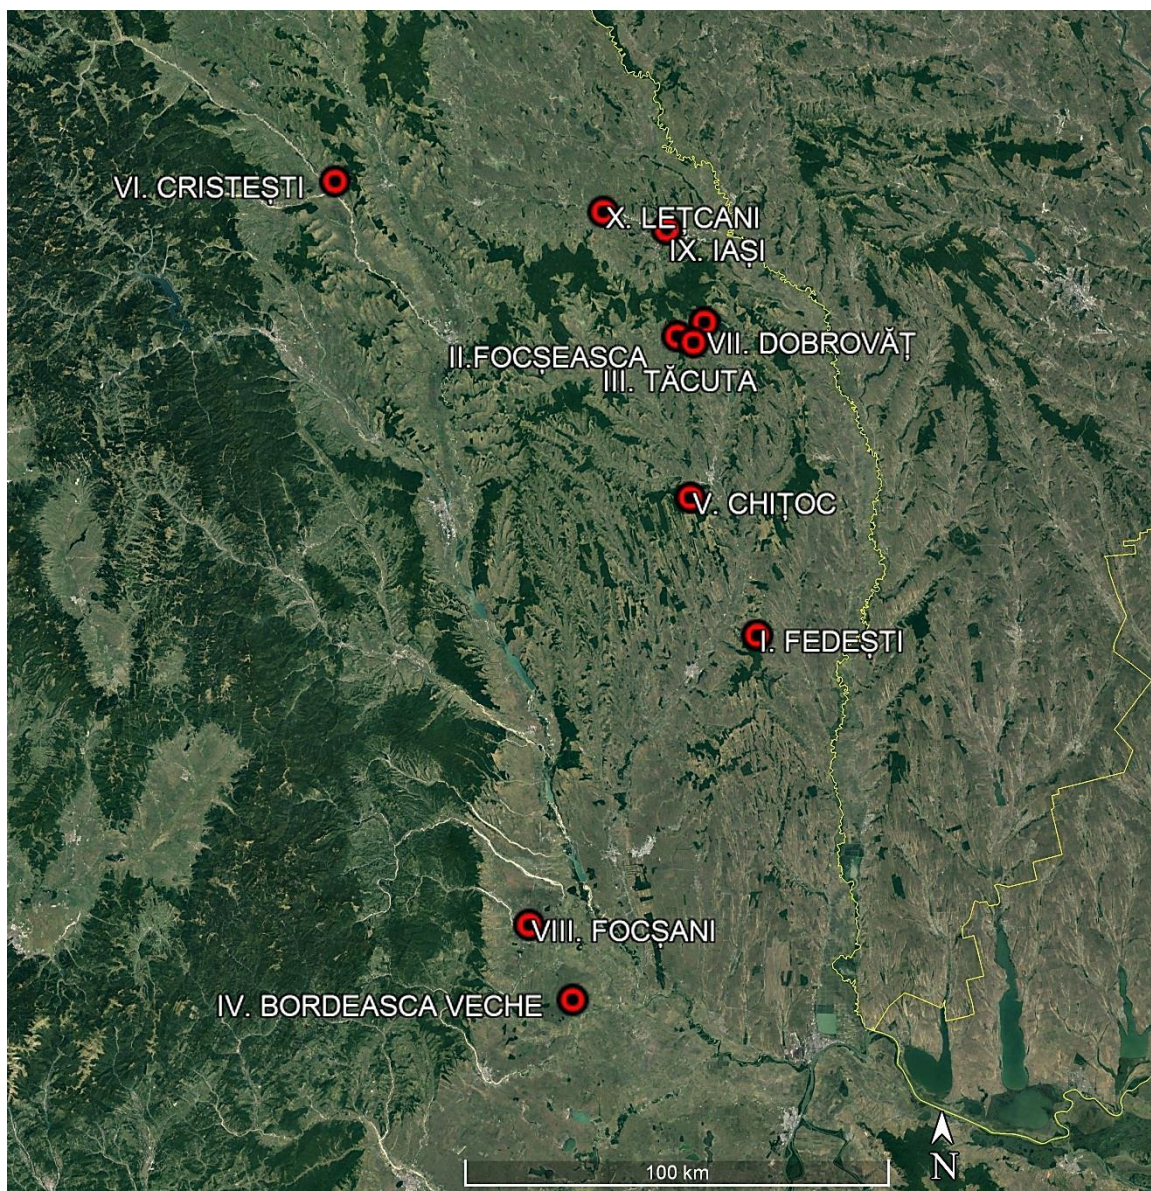 VI. CRISTEȘTI
X. LEȚCANI
IX. IAȘI
VII. DOBROVĂȚ
II.FOCȘEASCA
III. TĂCUTA
V. CHIȚOC
I. FEDEȘTI
VIII. FOCȘANI
IV. BORDEASCA VECHE
100 km
N